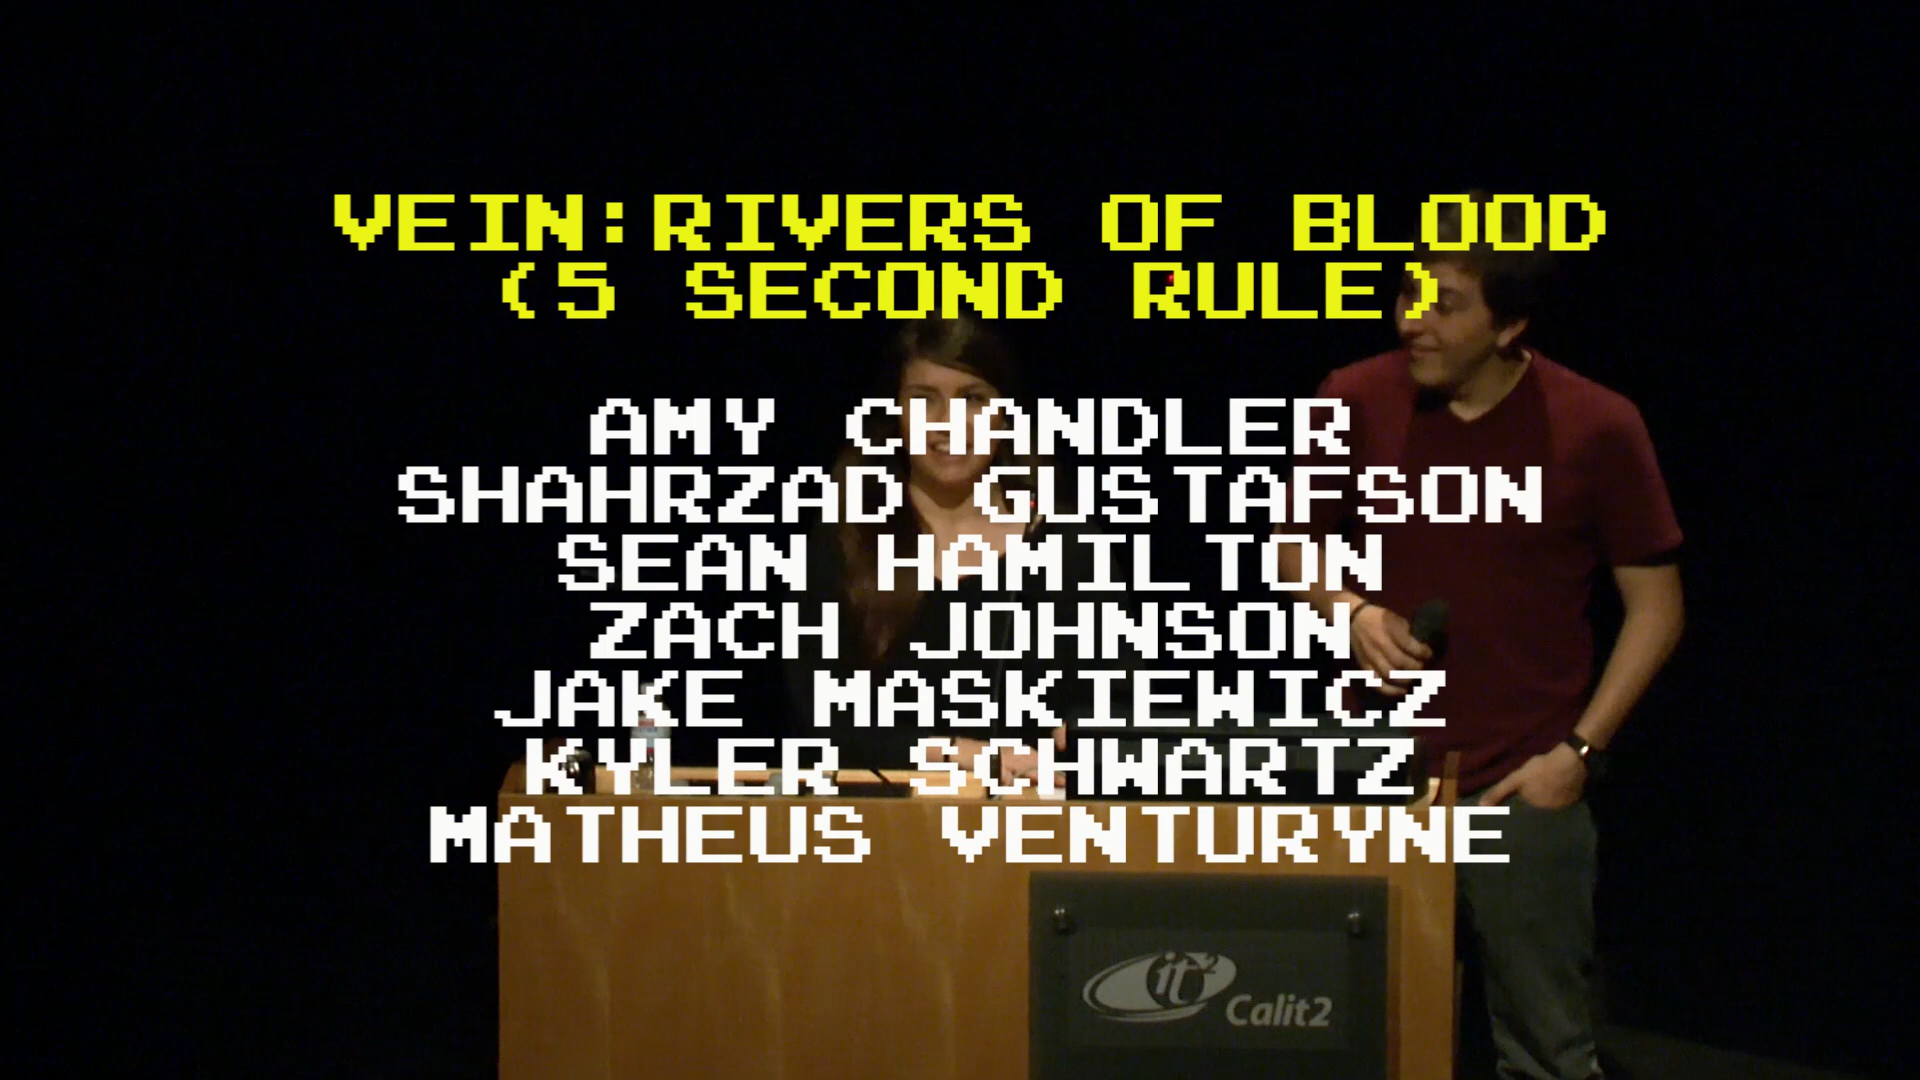 VEIN:RIVERS OF BLOOD
(5 SECOND RULE)
AMY CHANDLER
SHAHRZAD GUSTAFSON
SEAN HAMILTON
ZACH JOHNSON
JAKE MASKIEWICZ
KYLER SCHWARTZ
MATHEUS VENTURYNE
it2
Calit2